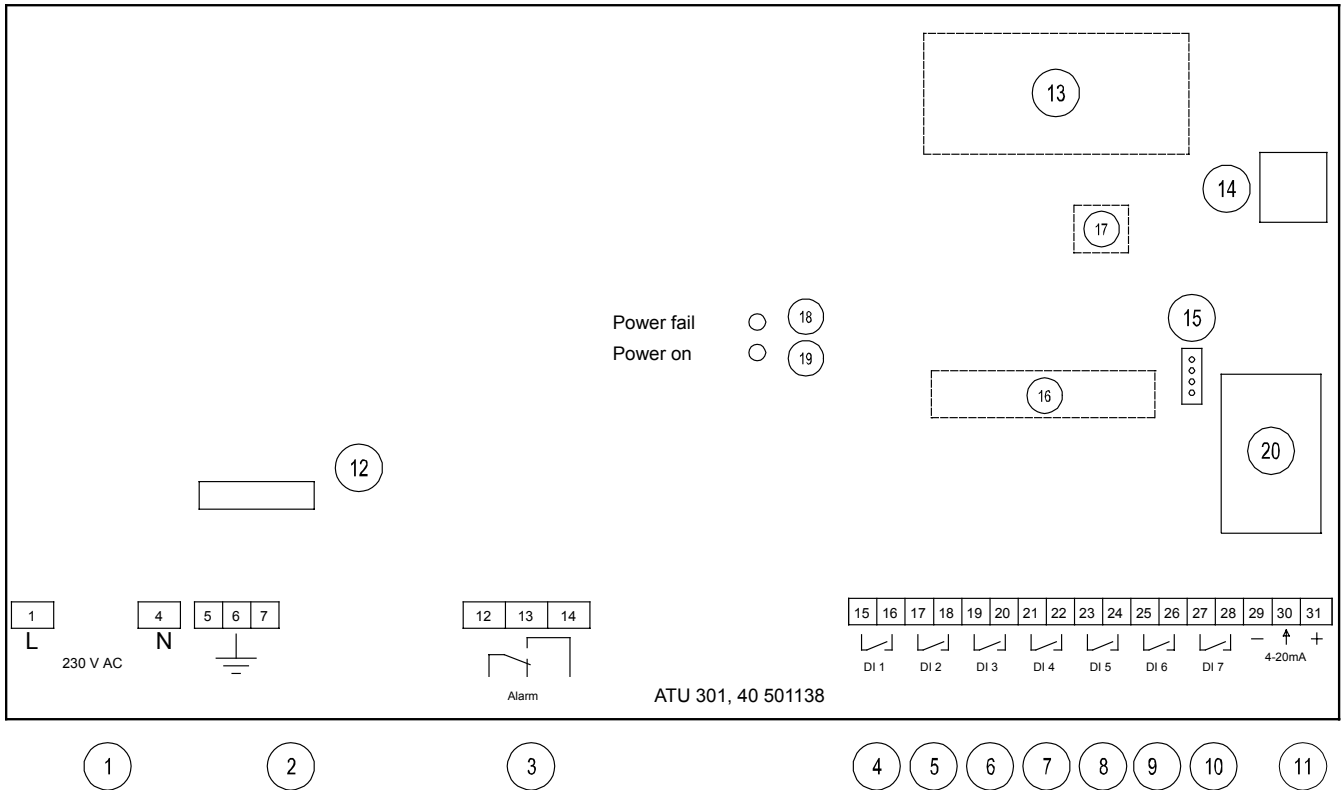 13
14
17
15
Power fail 18
Power on 19
16
20
12
1 4 5 6 7 12 13 14 15 16 17 18 19 20 21 22 23 24 25 26 27 28 29 30 31
L N − +
230 V AC DI 1 DI 2 DI 3 DI 4 DI 5 DI 6 DI 7 4-20mA
Alarm ATU 301, 40 501138
1 2 3 4 5 6 7 8 9 10 11